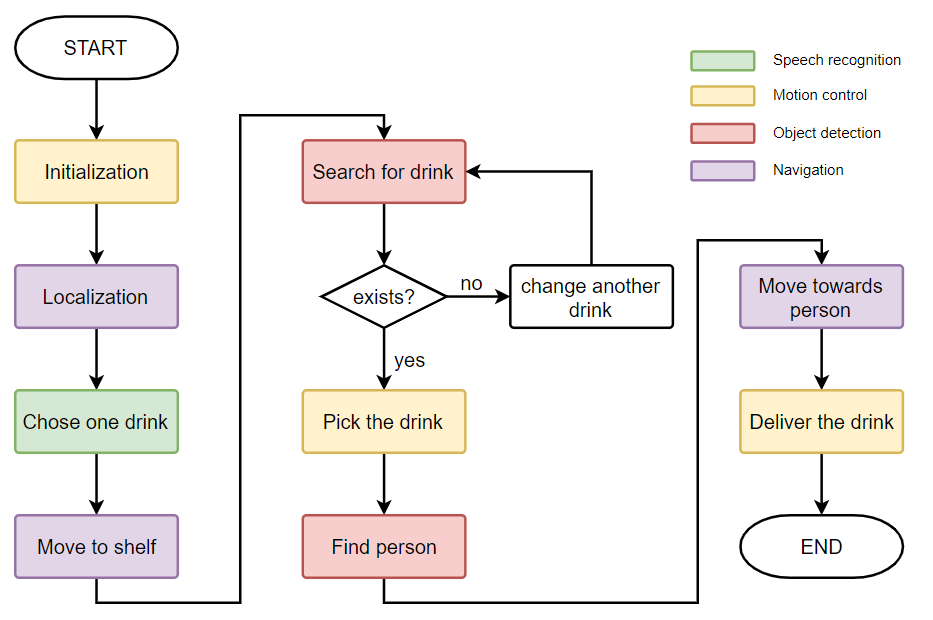 START
Initialization
Localization
Chose one drink
Move to shelf
Search for drink
exists?
no
change another
drink
yes
Pick the drink
Find person
Move towards
person
Deliver the drink
END
Speech recognition
Motion control
Object detection
Navigation